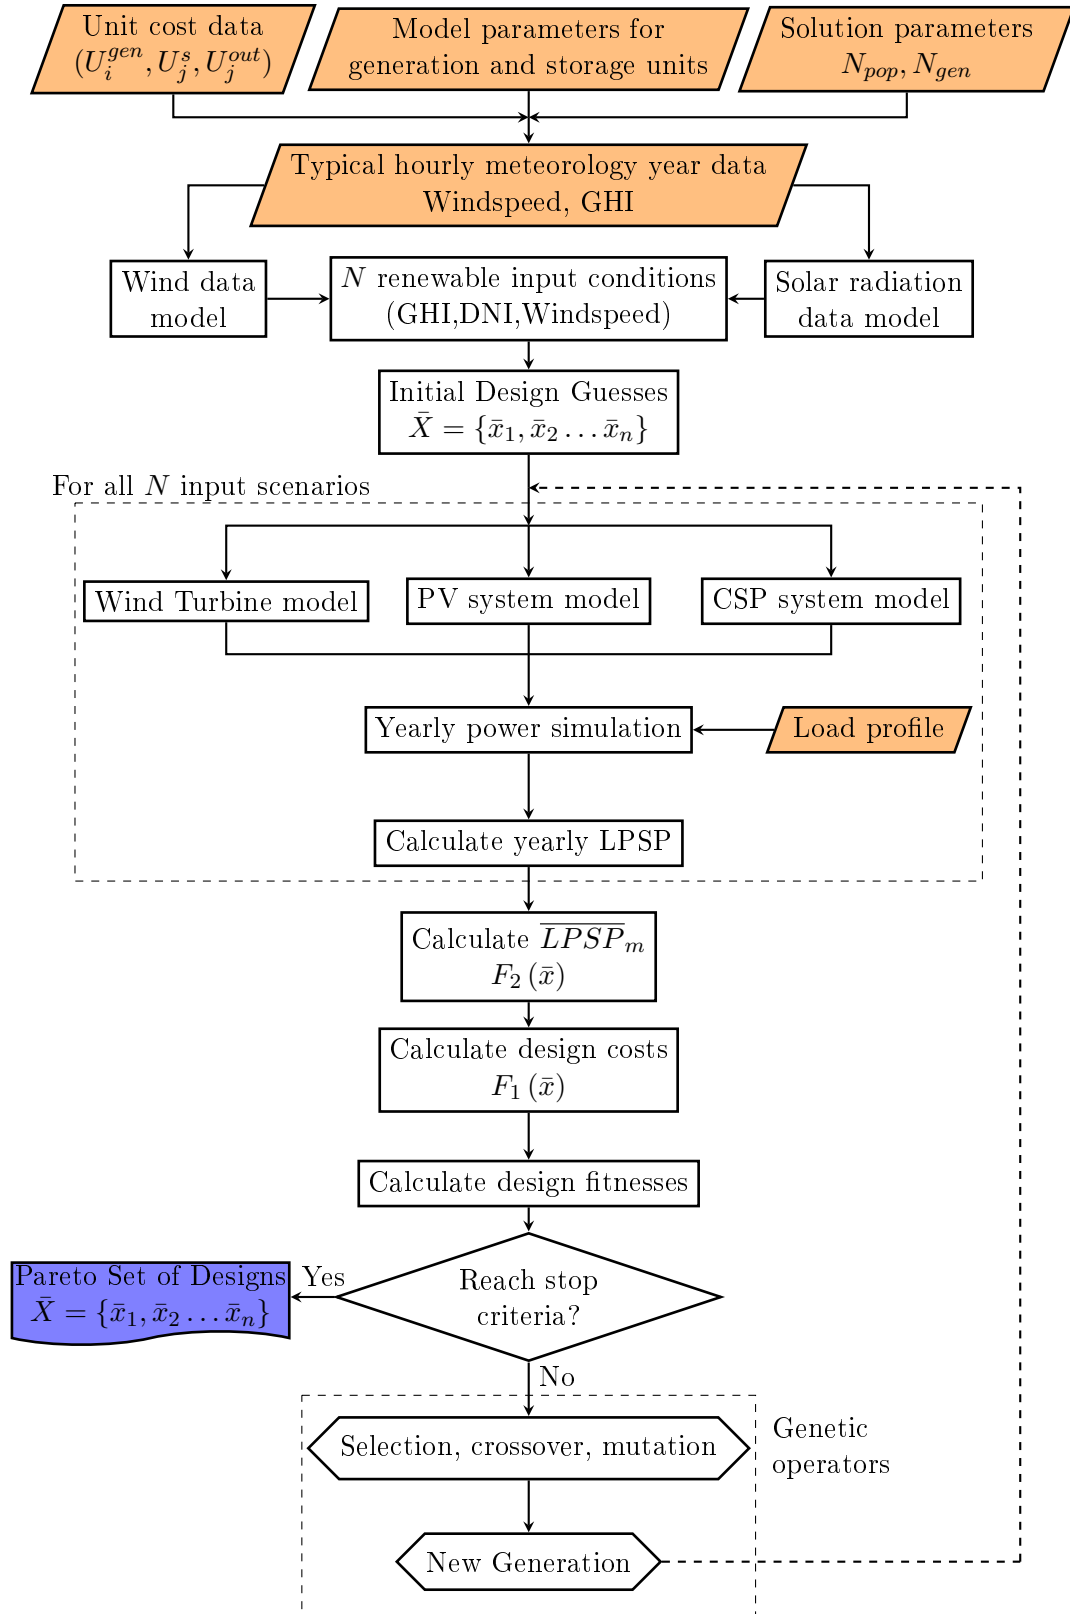 Unit cost data
(U_i^{gen}, U_j^s, U_j^{out})
Model parameters for
generation and storage units
Solution parameters
N_{pop}, N_{gen}
Typical hourly meteorology year data
Windspeed, GHI
Wind data
model
N renewable input conditions
(GHI,DNI,Windspeed)
Solar radiation
data model
Initial Design Guesses
X̄ = {x̄_1, x̄_2 … x̄_n}
For all N input scenarios
Wind Turbine model
PV system model
CSP system model
Yearly power simulation
Load profile
Calculate yearly LPSP
Calculate \overline{LPSP}_m
F_2 (x̄)
Calculate design costs
F_1 (x̄)
Calculate design fitnesses
Reach stop
criteria?
Yes
Pareto Set of Designs
X̄ = {x̄_1, x̄_2 … x̄_n}
No
Selection, crossover, mutation
Genetic
operators
New Generation